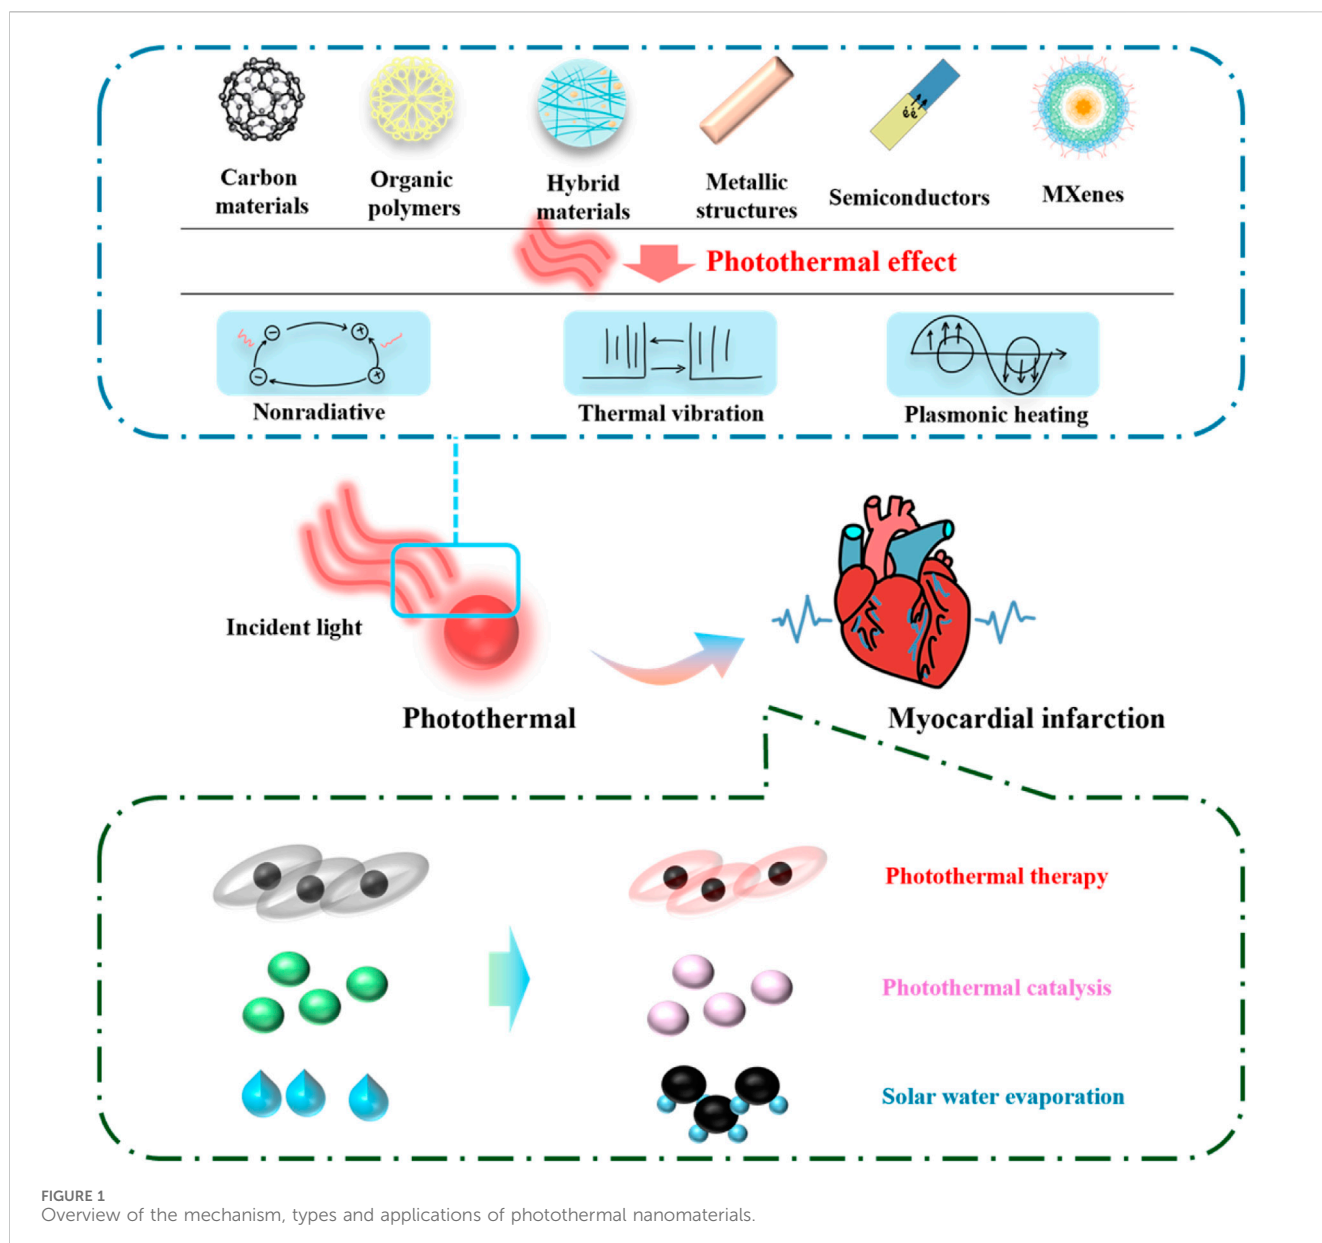 Carbon
materials
Organic
polymers
Hybrid
materials
Metallic
structures
Semiconductors
MXenes
Photothermal effect
Nonradiative
Thermal vibration
Plasmonic heating
Incident light
Photothermal
Myocardial infarction
Photothermal therapy
Photothermal catalysis
Solar water evaporation
FIGURE 1
Overview of the mechanism, types and applications of photothermal nanomaterials.